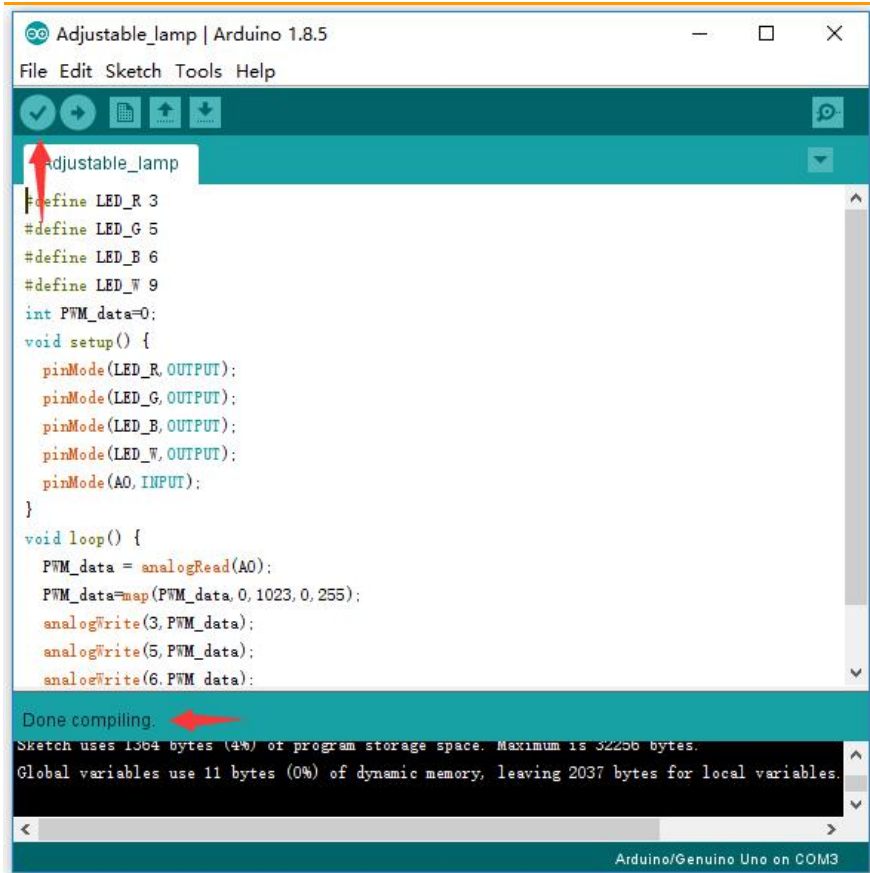 Adjustable_lamp | Arduino 1.8.5
File Edit Sketch Tools Help
Adjustable_lamp
#define LED_R 3
#define LED_G 5
#define LED_B 6
#define LED_W 9
int PWM_data=0;
void setup() {
pinMode(LED_R,OUTPUT);
pinMode(LED_G,OUTPUT);
pinMode(LED_B,OUTPUT);
pinMode(LED_W,OUTPUT);
pinMode(A0,INPUT);
}
void loop() {
PWM_data = analogRead(A0);
PWM_data=map(PWM_data,0,1023,0,255);
analogWrite(3,PWM_data);
analogWrite(5,PWM_data);
analogWrite(6,PWM_data);
Done compiling.
Sketch uses 1364 bytes (4%) of program storage space. Maximum is 32256 bytes.
Global variables use 11 bytes (0%) of dynamic memory, leaving 2037 bytes for local variables.
Arduino/Genuino Uno on COM3